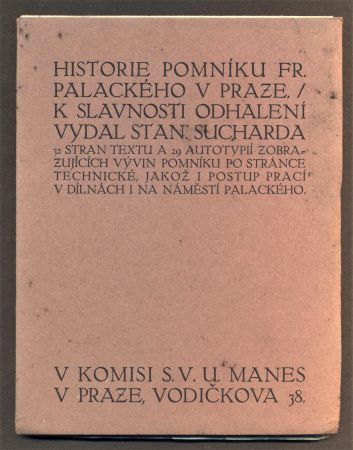 HISTORIE POMNÍKU FR.
PALACKÉHO V PRAZE. /
K SLAVNOSTI ODHALENÍ
VYDAL STAN. SUCHARDA
32 STRAN TEXTU A 29 AUTOTYPIÍ ZOBRA-
ZUJÍCÍCH VÝVIN POMNÍKU PO STRÁNCE
TECHNICKÉ, JAKOŽ I POSTUP PRACÍ
V DÍLNÁCH I NA NÁMĚSTÍ PALACKÉHO.
V KOMISI S. V. U. MANES
V PRAZE, VODIČKOVA 38.